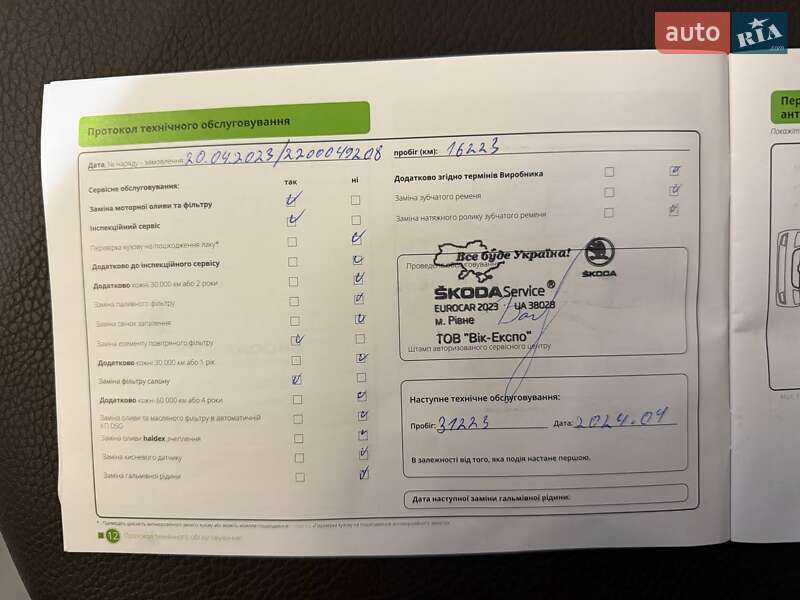 auto RIA .com
Протокол технічного обслуговування
Дата, № наряду – замовлення 20.04.2023/2200049208
пробіг (км): 16223
Сервісне обслуговування: так ні
Заміна моторної оливи та фільтру
Інспекційний сервіс
Перевірка кузову на пошкодження лаку*
Додатково до інспекційного сервісу
Додатково кожні 30 000 км або 2 роки
Заміна паливного фільтру
Заміна свічок запалення
Заміна елементу повітряного фільтру
Додатково кожні 30 000 км або 1 рік
Заміна фільтру салону
Додатково кожні 60 000 км або 4 роки
Заміна оливи та масляного фільтру в автоматичній
КП DSG
Заміна оливи haldex зчеплення
Заміна кисневого датчику
Заміна гальмівної рідини
Додатково згідно термінів Виробника
Заміна зубчатого ременя
Заміна натяжного ролику зубчатого ременя
Все буде Україна!
ŠKODA
ŠKODA Service®
EUROCAR 2023 UA 38028
м. Рівне
ТОВ "Вік-Експо"
Штамп авторизованого сервісного центру
Наступне технічне обслуговування:
Пробіг: 31223 Дата: 2024.04
В залежності від того, яка подія настане першою.
Дата наступної заміни гальмівної рідини:
12 Протокол технічного обслуговування
Пер
ант